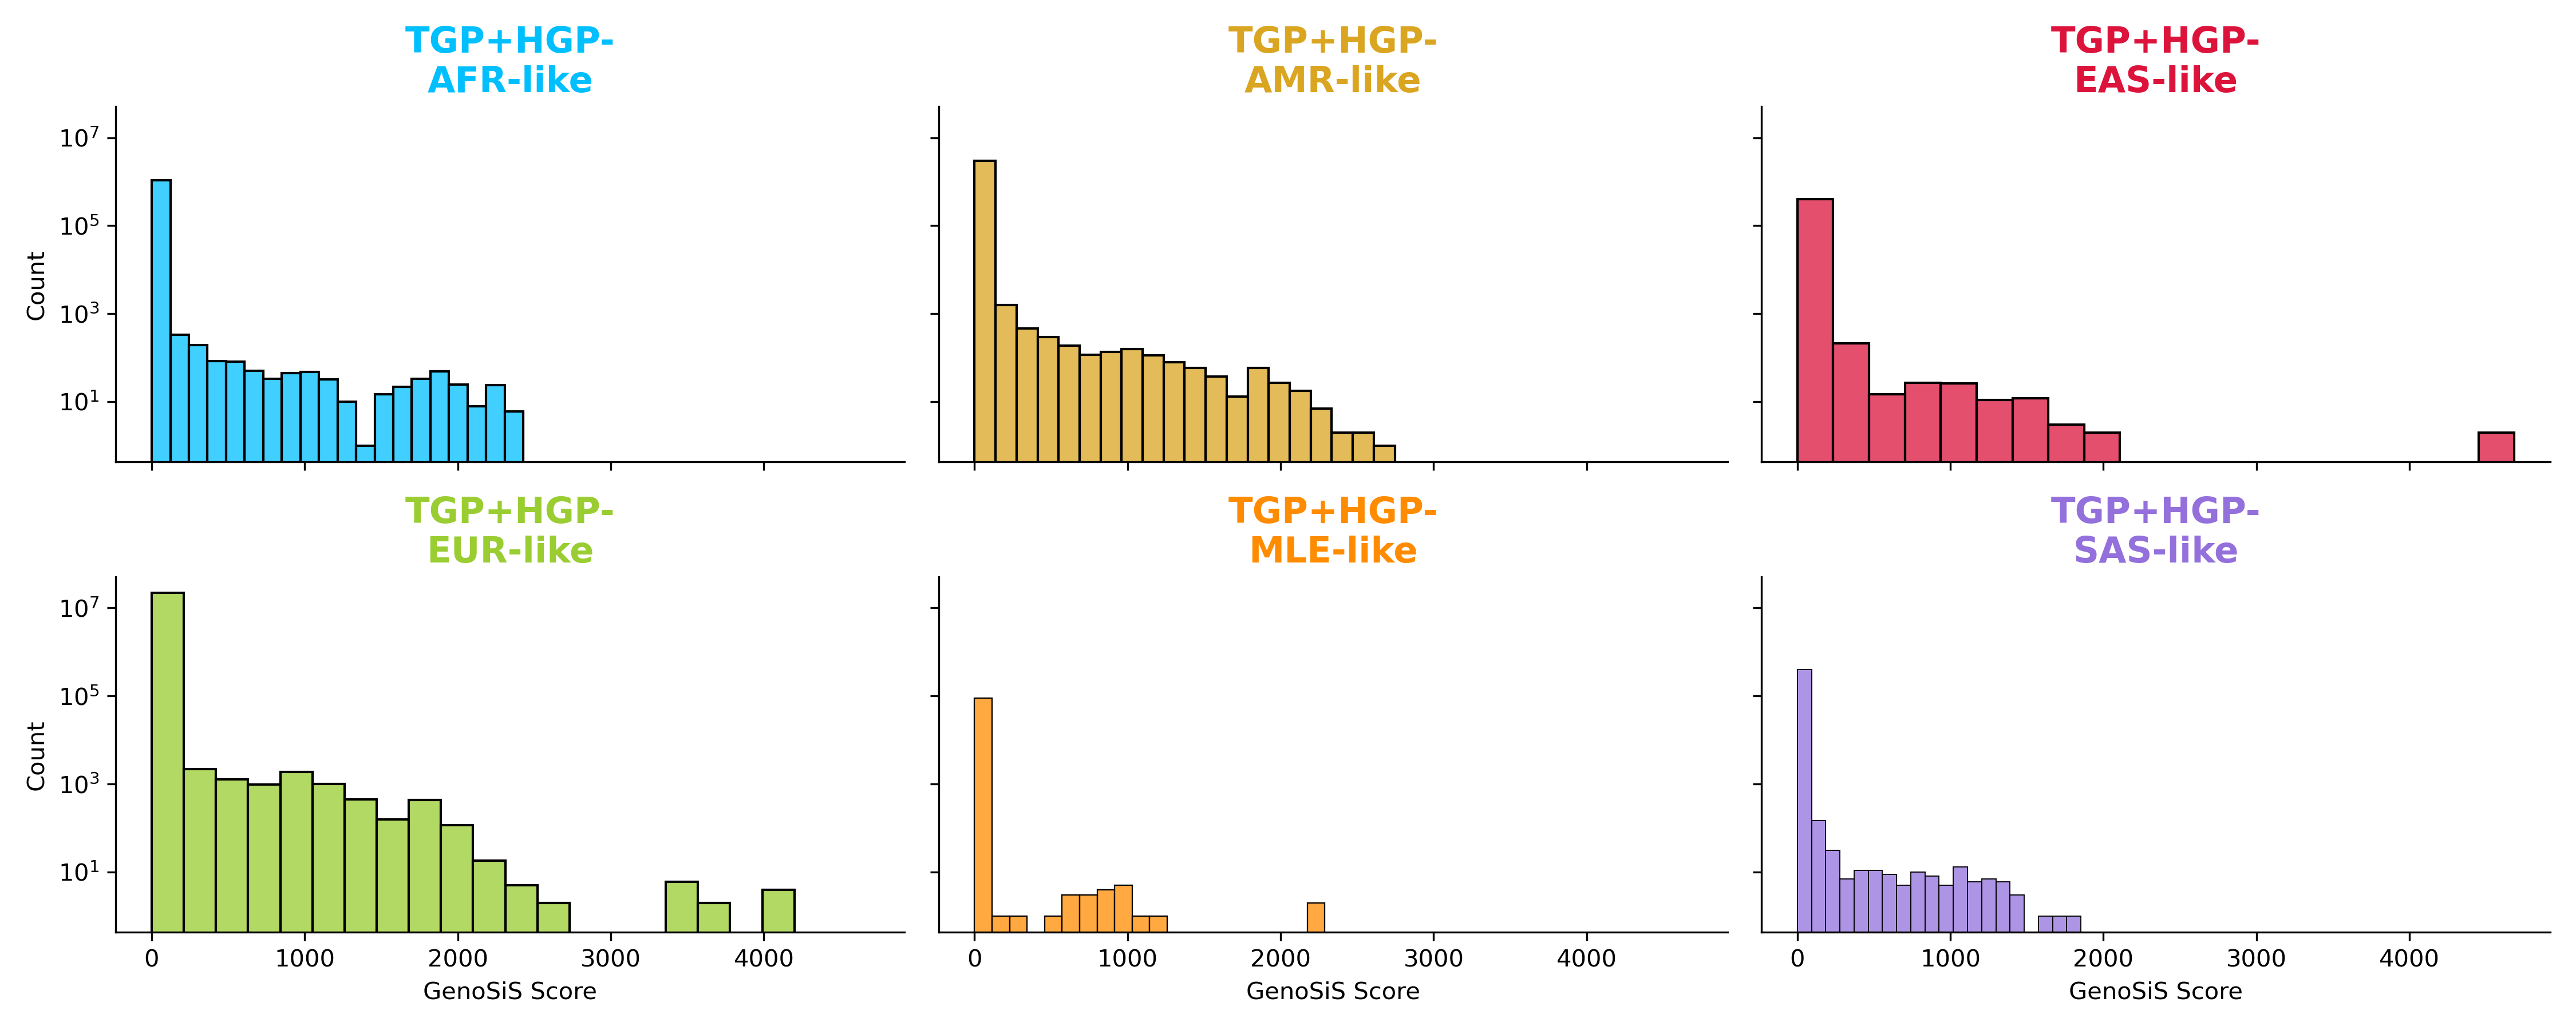 TGP+HGP-
AFR-like
TGP+HGP-
AMR-like
TGP+HGP-
EAS-like
Count
10⁷
10⁵
10³
10¹
TGP+HGP-
EUR-like
TGP+HGP-
MLE-like
TGP+HGP-
SAS-like
Count
10⁷
10⁵
10³
10¹
0 1000 2000 3000 4000
0 1000 2000 3000 4000
0 1000 2000 3000 4000
GenoSiS Score
GenoSiS Score
GenoSiS Score